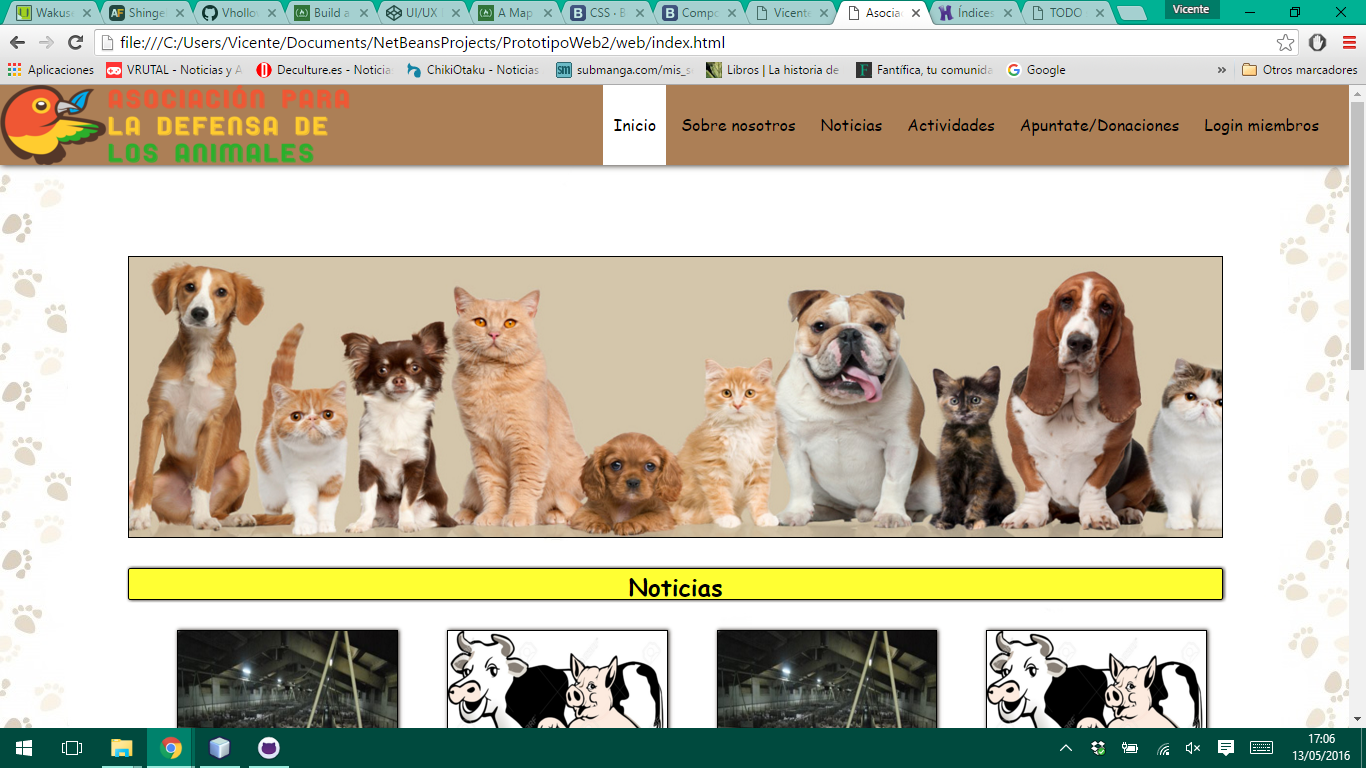 Wakus
Shinge
Vhollo
Build a
UI/UX
A Map
CSS · B
Compo
Vicente
Asocia
Índices
TODO
Vicente
file:///C:/Users/Vicente/Documents/NetBeansProjects/PrototipoWeb2/web/index.html
Aplicaciones
VRUTAL - Noticias y A
Deculture.es - Noticia
ChikiOtaku - Noticias
submanga.com/mis_s
Libros | La historia de
Fantífica, tu comunida
Google
»
Otros marcadores
ASOCIACIÓN PARA
LA DEFENSA DE
LOS ANIMALES
Inicio
Sobre nosotros
Noticias
Actividades
Apuntate/Donaciones
Login miembros
Noticias
17:06
13/05/2016